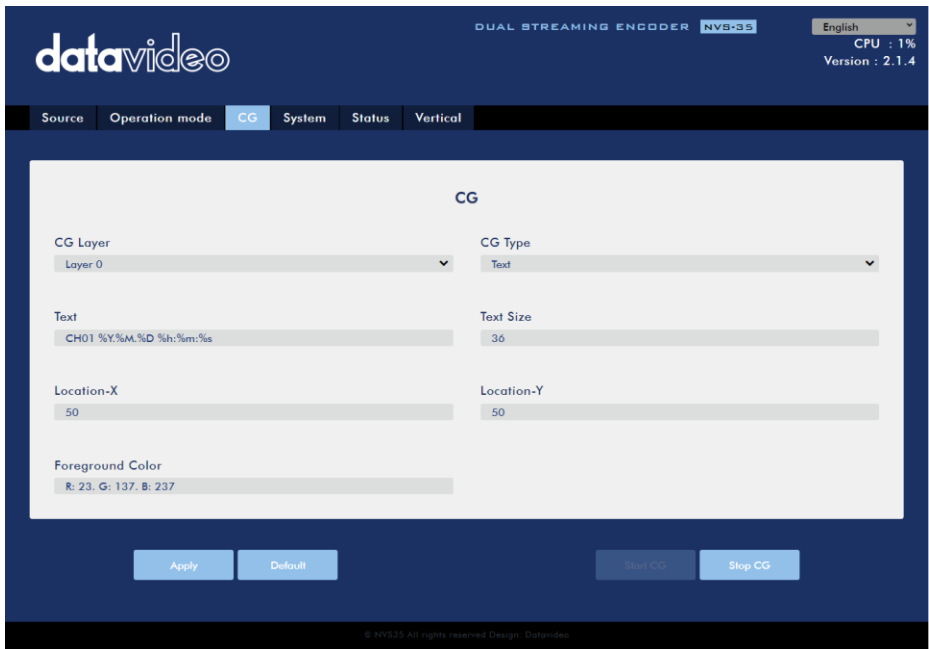 datavideo
DUAL STREAMING ENCODER NVS-35
English
CPU : 1%
Version : 2.1.4
Source Operation mode CG System Status Vertical
CG
CG Layer CG Type
Layer 0 Text
Text Text Size
CH01 %Y.%M.%D %h:%m:%s 36
Location-X Location-Y
50 50
Foreground Color
R: 23. G: 137. B: 237
Apply Default Start CG Stop CG
© NVS35 All rights reserved Design: Datavideo